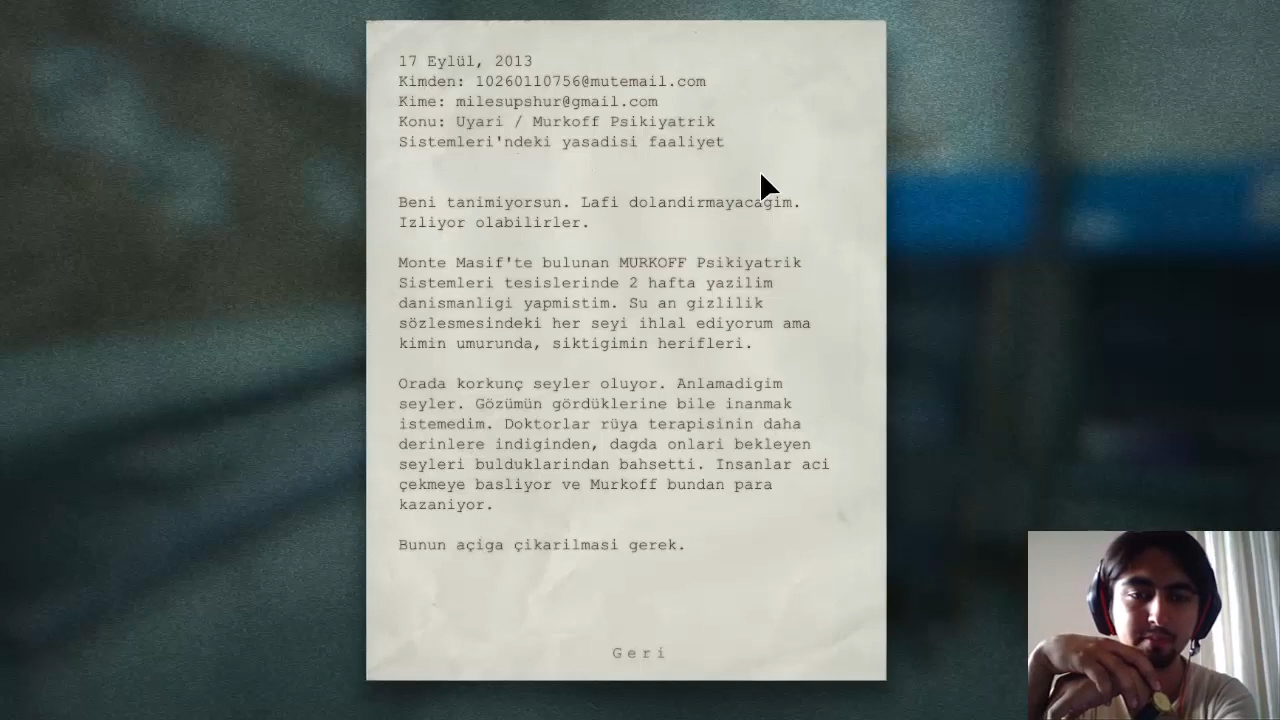 17 Eylül, 2013
Kimden: 10260110756@mutemail.com
Kime: milesupshur@gmail.com
Konu: Uyari / Murkoff Psikiyatrik
Sistemleri'ndeki yasadisi faaliyet
Beni tanimiyorsun. Lafi dolandirmayacagim.
Izliyor olabilirler.
Monte Masif'te bulunan MURKOFF Psikiyatrik
Sistemleri tesislerinde 2 hafta yazilim
danismanligi yapmistim. Su an gizlilik
sözlesmesindeki her seyi ihlal ediyorum ama
kimin umurunda, siktigimin herifleri.
Orada korkunç seyler oluyor. Anlamadigim
seyler. Gözümün gördüklerine bile inanmak
istemedim. Doktorlar rüya terapisinin daha
derinlere indiginden, dagda onlari bekleyen
seyleri bulduklarindan bahsetti. Insanlar aci
çekmeye basliyor ve Murkoff bundan para
kazaniyor.
Bunun açiga çikarilmasi gerek.
Geri